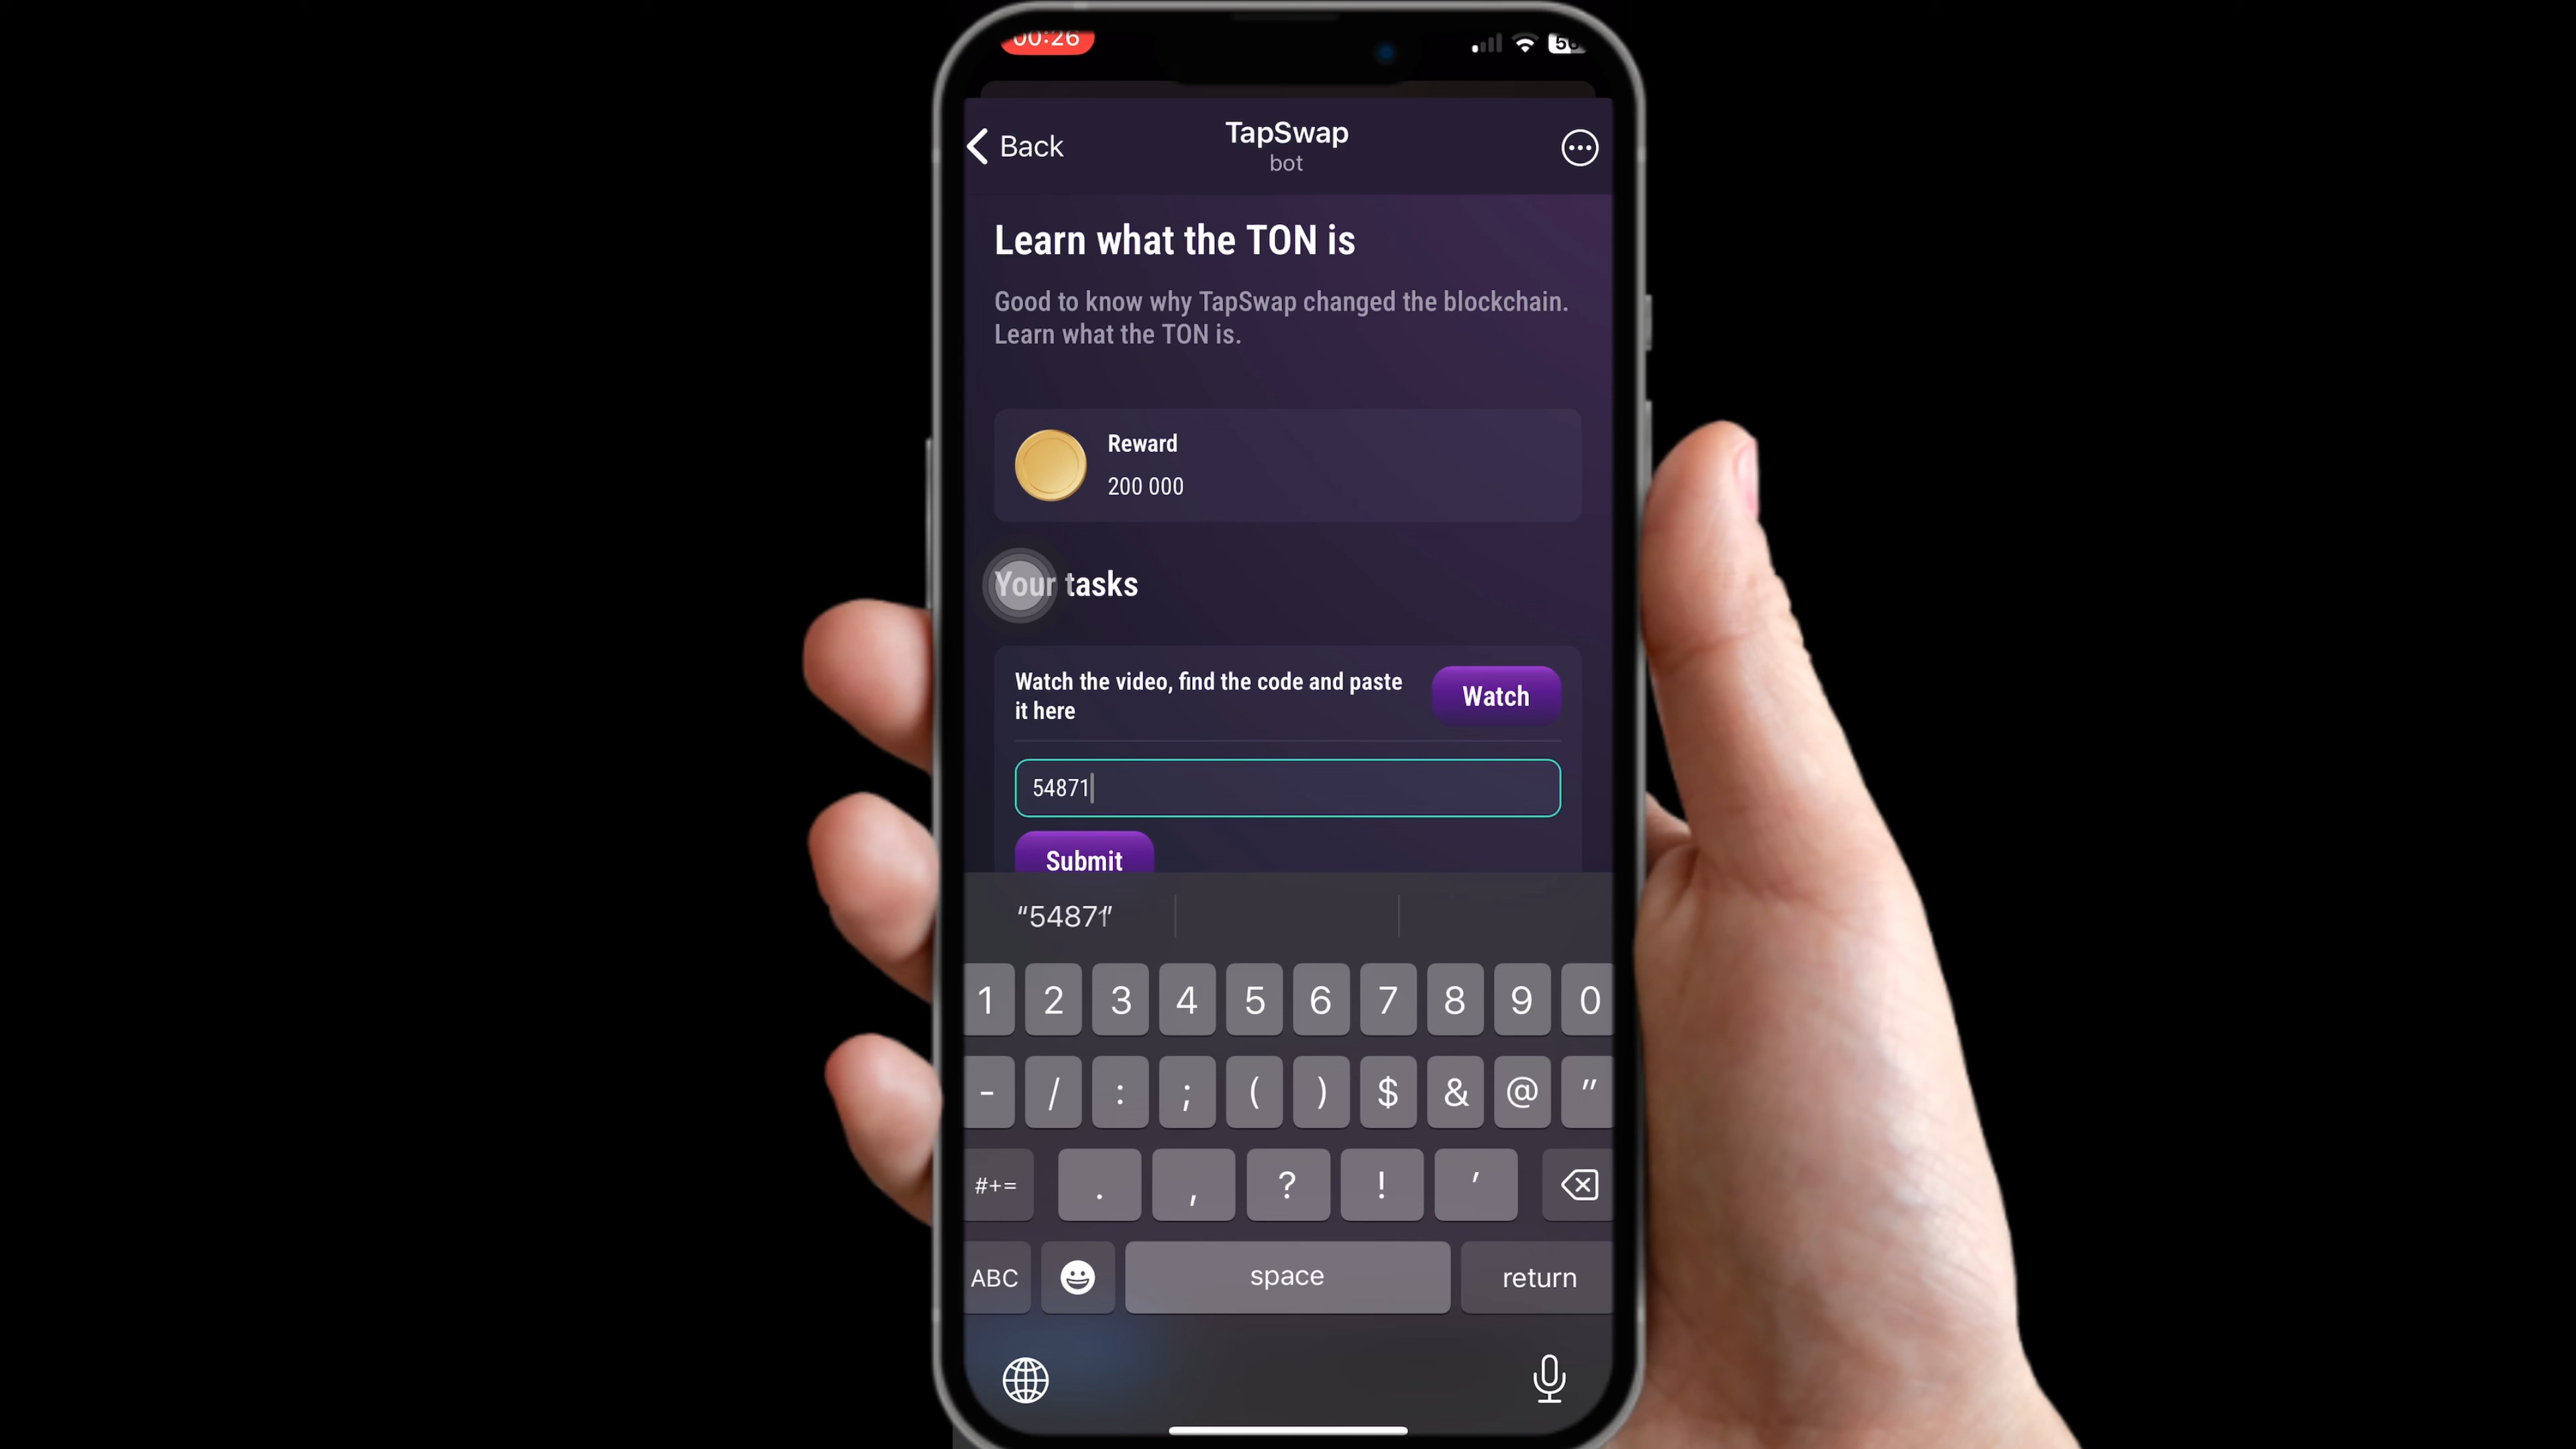 00:26
56
Back
TapSwap
bot
Learn what the TON is
Good to know why TapSwap changed the blockchain.
Learn what the TON is.
Reward
200 000
Your tasks
Watch the video, find the code and paste
it here
Watch
54871
Submit
“54871”
1 2 3 4 5 6 7 8 9 0
- / : ; ( ) $ & @ "
#+= . , ? ! '
ABC space return